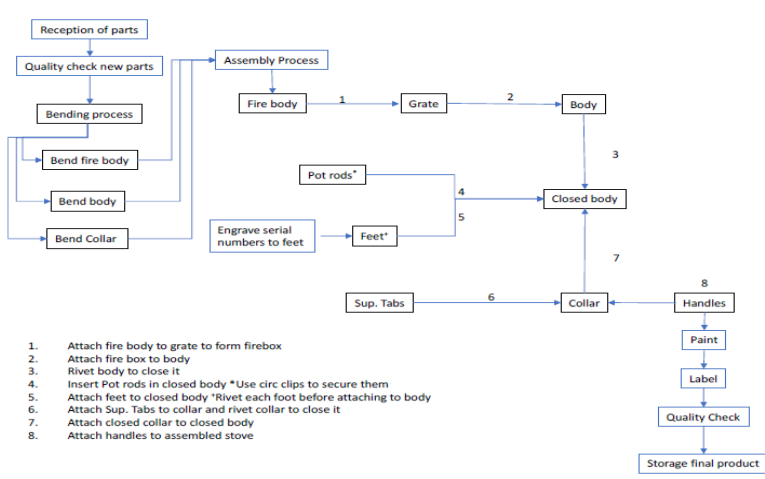 Reception of parts
Quality check new parts
Bending process
Bend fire body
Bend body
Bend Collar
Assembly Process
Fire body
1
Grate
2
Body
3
Pot rods*
4
Closed body
5
Engrave serial
numbers to feet
Feet⁺
7
Sup. Tabs
6
Collar
8
Handles
Paint
Label
Quality Check
Storage final product
1. Attach fire body to grate to form firebox
2. Attach fire box to body
3. Rivet body to close it
4. Insert Pot rods in closed body *Use circ clips to secure them
5. Attach feet to closed body ⁺Rivet each foot before attaching to body
6. Attach Sup. Tabs to collar and rivet collar to close it
7. Attach closed collar to closed body
8. Attach handles to assembled stove